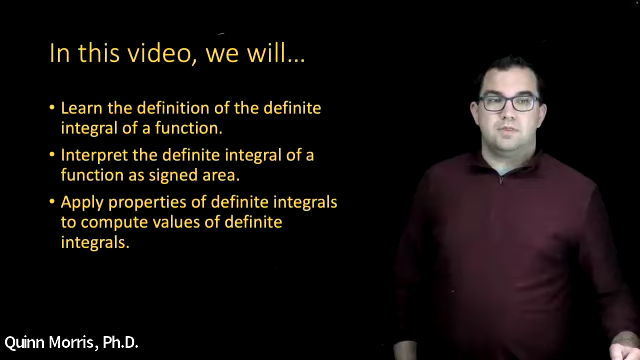 In this video, we will...
• Learn the definition of the definite
integral of a function.
• Interpret the definite integral of a
function as signed area.
• Apply properties of definite integrals
to compute values of definite
integrals.
Quinn Morris, Ph.D.